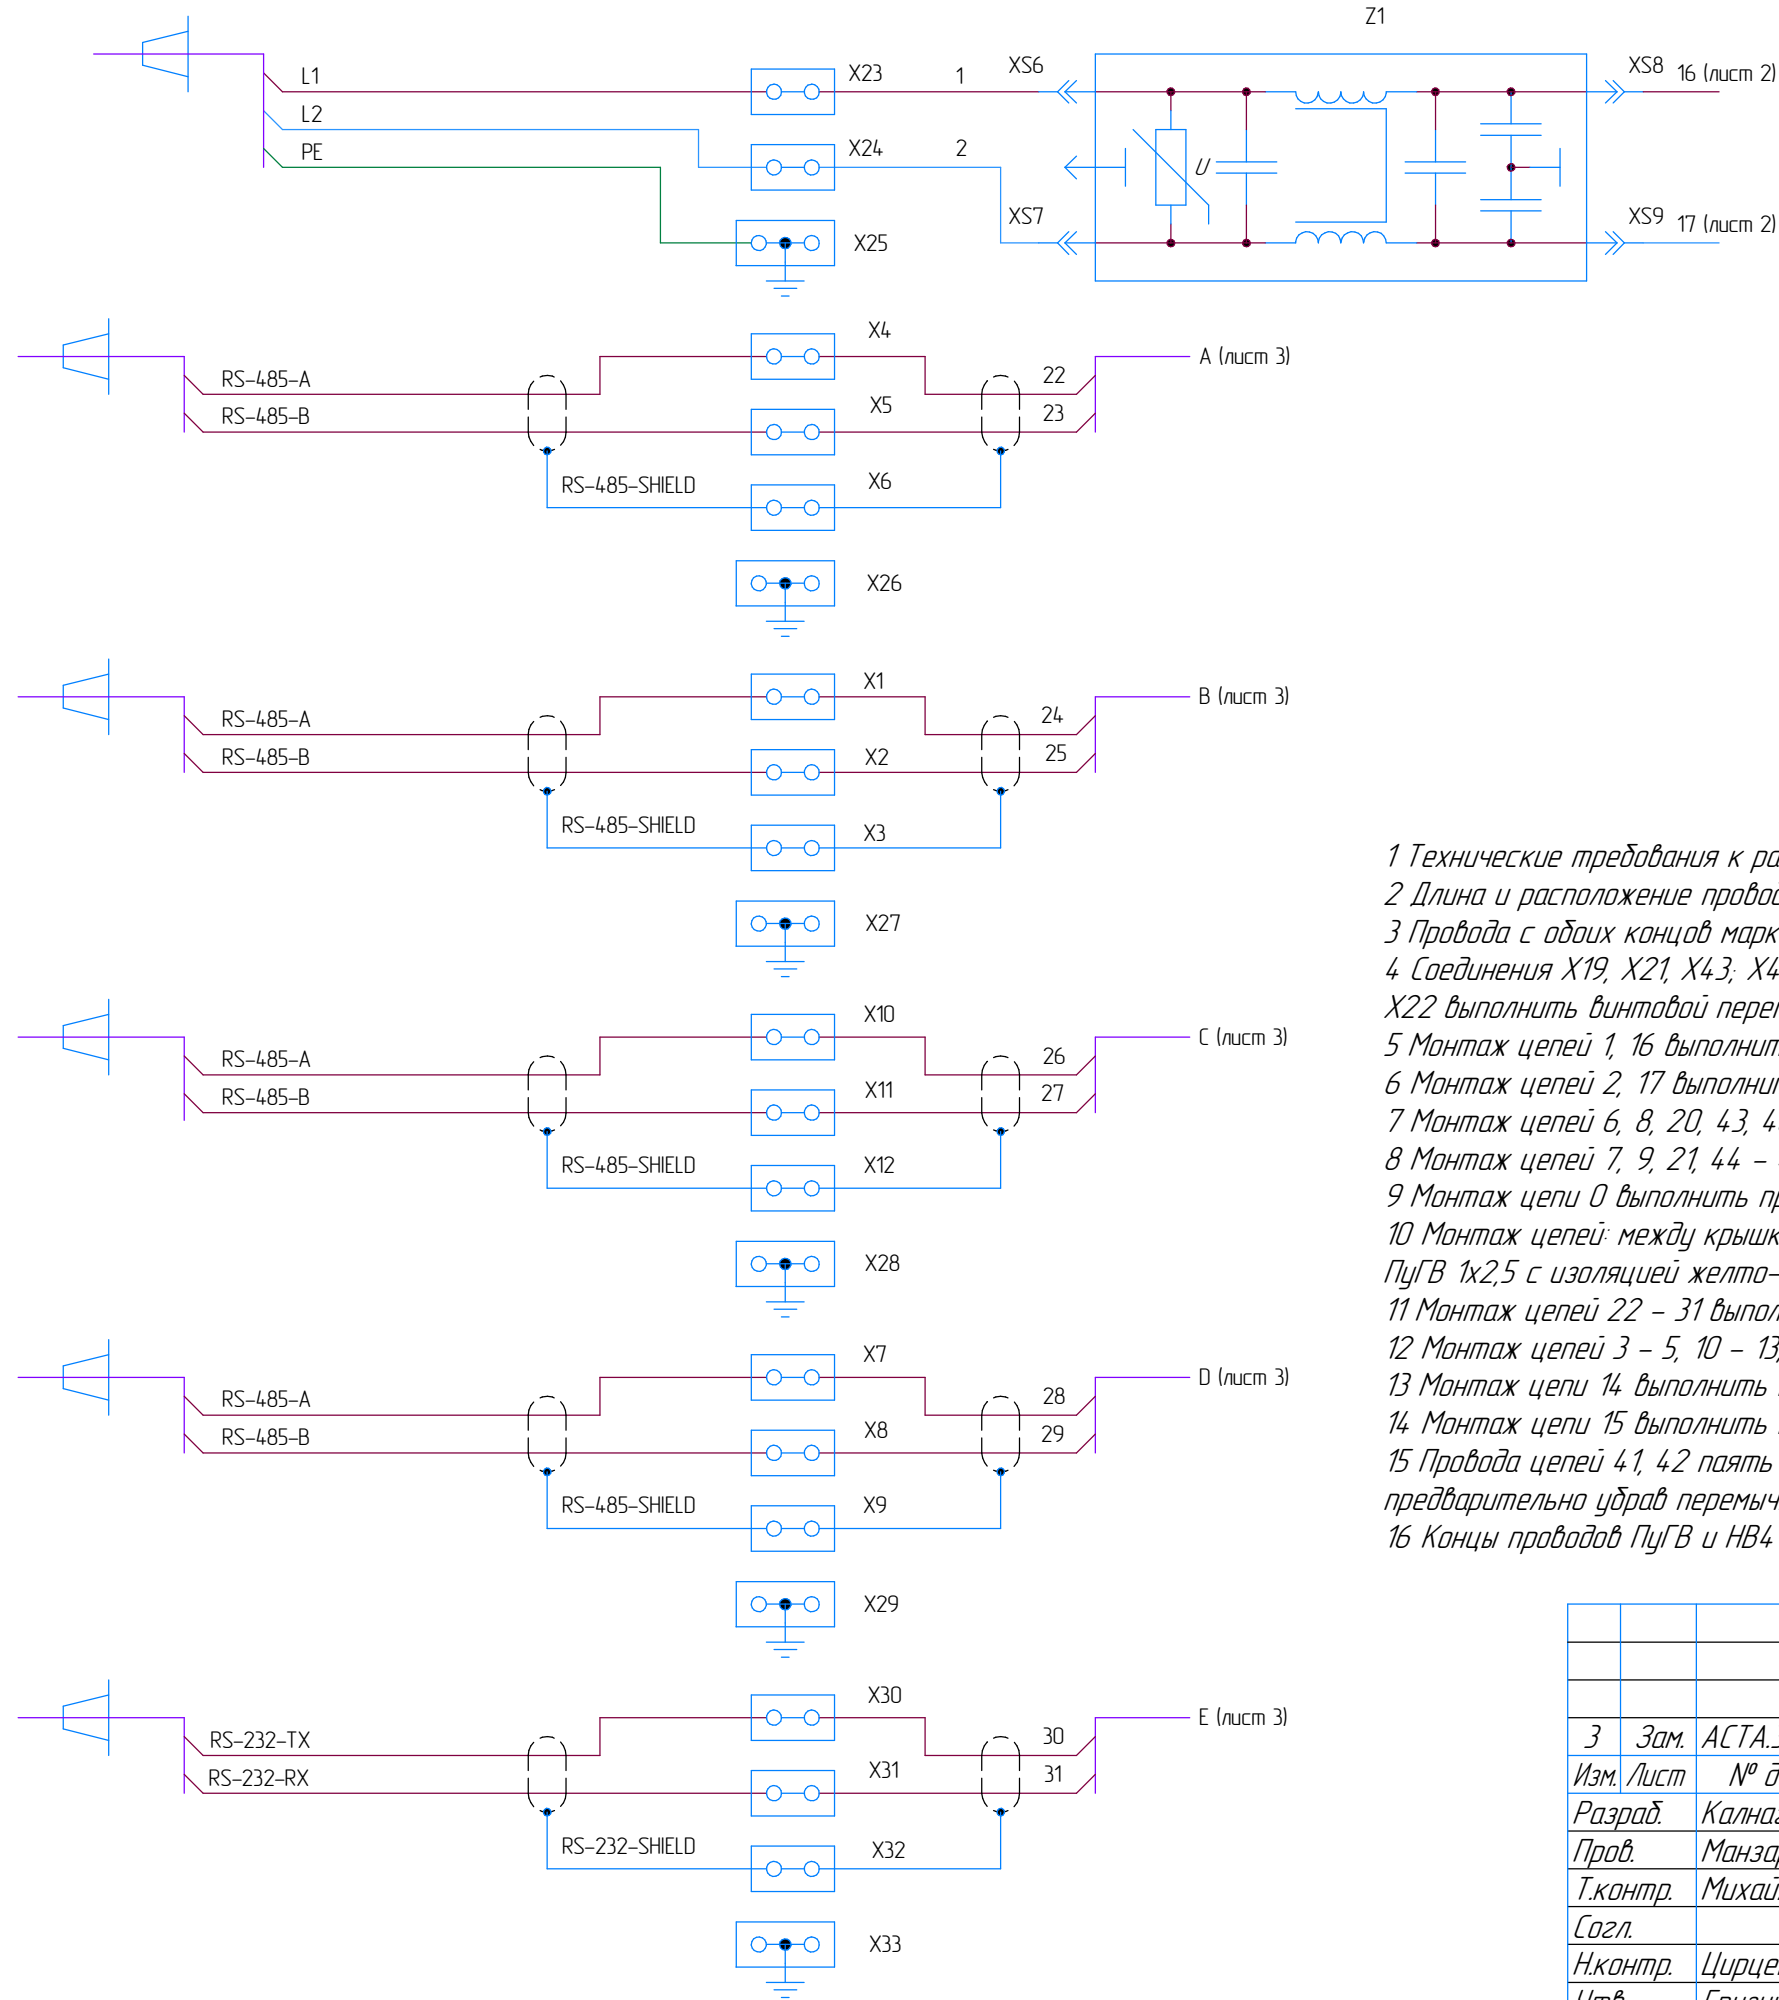 Z1
L1
X23
1
XS6
XS8
16 (лист 2)
L2
PE
X24
2
U
XS7
XS9
17 (лист 2)
X25
X4
A (лист 3)
RS-485-A
22
RS-485-B
X5
23
RS-485-SHIELD
X6
X26
X1
B (лист 3)
RS-485-A
24
RS-485-B
X2
25
RS-485-SHIELD
X3
X27
X10
C (лист 3)
RS-485-A
26
RS-485-B
X11
27
RS-485-SHIELD
X12
X28
X7
D (лист 3)
RS-485-A
28
RS-485-B
X8
29
RS-485-SHIELD
X9
X29
X30
E (лист 3)
RS-232-TX
30
RS-232-RX
X31
31
RS-232-SHIELD
X32
X33
1 Технические требования к
2 Длина и расположение
3 Провода с обоих концов
4 Соединения X19, X21, X43;
X22 выполнить винтовой
5 Монтаж цепей 1, 16
6 Монтаж цепей 2, 17
7 Монтаж цепей 6, 8, 20, 43,
8 Монтаж цепей 7, 9, 21, 44 –
9 Монтаж цепи 0 выполнить
10 Монтаж цепей: между
ПуГВ 1х2,5 с изоляцией желто-
11 Монтаж цепей 22 – 31
12 Монтаж цепей 3 – 5, 10 – 13,
13 Монтаж цепи 14 выполнить
14 Монтаж цепи 15 выполнить
15 Провода цепей 41, 42 паять
предварительно убрав
16 Концы проводов ПуГВ и НВ4
3 Зам. АСТА.
Изм. Лист №
Разраб.
Пров.
Т.контр.
Согл.
Н.контр.